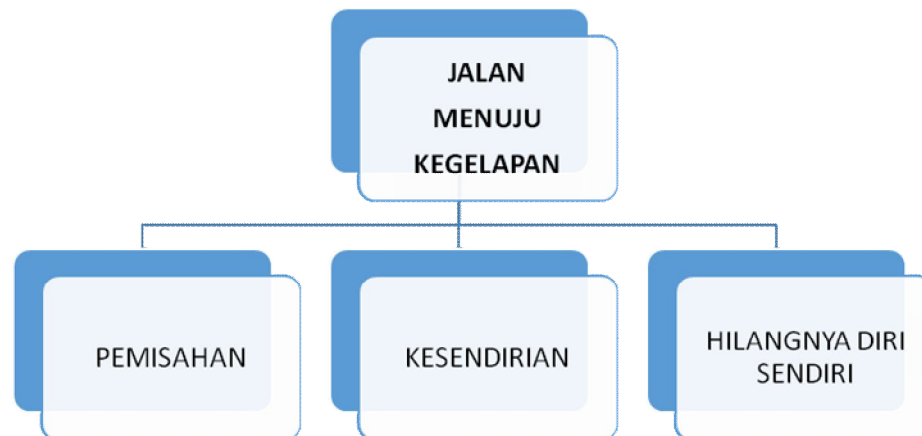 JALAN
MENUJU
KEGELAPAN
PEMISAHAN
KESENDIRIAN
HILANGNYA DIRI
SENDIRI